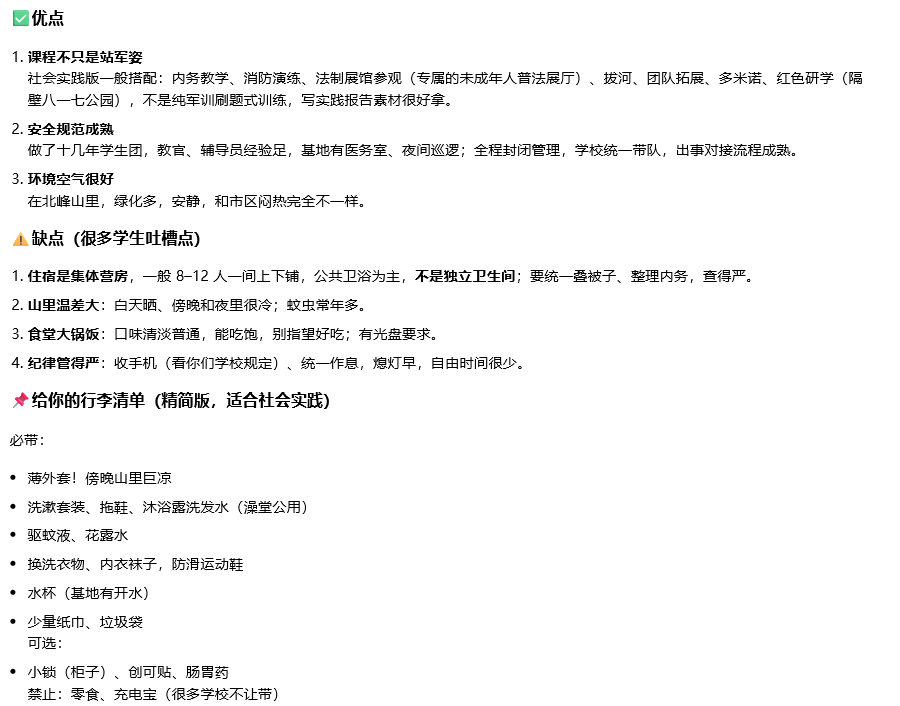 ✅优点
1. 课程不只是站军姿
社会实践版一般搭配：内务教学、消防演练、法制展馆参观（专属的未成年人普法展厅）、拔河、团队拓展、多米诺、红色研学（隔
壁八一七公园），不是纯军训刷题式训练，写实践报告素材很好拿。
2. 安全规范成熟
做了十几年学生团，教官、辅导员经验足，基地有医务室、夜间巡逻；全程封闭管理，学校统一带队，出事对接流程成熟。
3. 环境空气很好
在北峰山里，绿化多，安静，和市区闷热完全不一样。
⚠️缺点（很多学生吐槽点）
1. 住宿是集体营房，一般 8–12 人一间上下铺，公共卫浴为主，不是独立卫生间；要统一叠被子、整理内务，查得严。
2. 山里温差大：白天晒、傍晚和夜里很冷；蚊虫常年多。
3. 食堂大锅饭：口味清淡普通，能吃饱，别指望好吃；有光盘要求。
4. 纪律管得严：收手机（看你们学校规定）、统一作息，熄灯早，自由时间很少。
📌给你的行李清单（精简版，适合社会实践）
必带：
• 薄外套！傍晚山里巨凉
• 洗漱套装、拖鞋、沐浴露洗发水（澡堂公用）
• 驱蚊液、花露水
• 换洗衣物、内衣袜子，防滑运动鞋
• 水杯（基地有开水）
• 少量纸巾、垃圾袋
可选：
• 小锁（柜子）、创可贴、肠胃药
禁止：零食、充电宝（很多学校不让带）